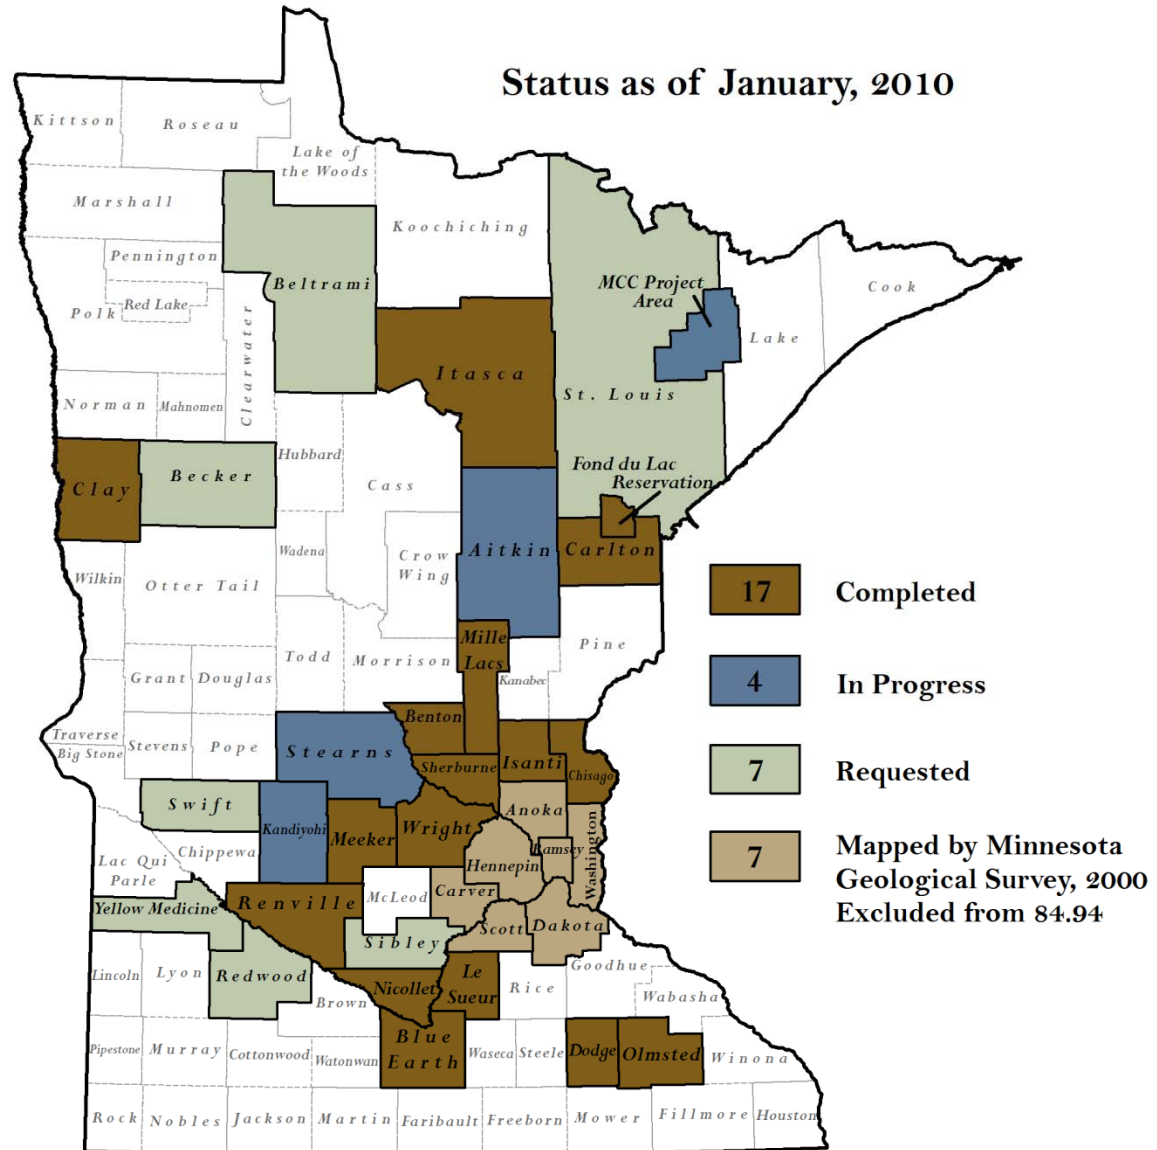 Status as of January, 2010
Kittson
Roseau
Lake of
the Woods
Marshall
Koochiching
Pennington
Beltrami
MCC Project
Area
Cook
Red Lake
Polk
Clearwater
Lake
Itasca
St. Louis
Norman
Mahnomen
Hubbard
Becker
Clay
Cass
Fond du Lac
Reservation
Wadena
Crow
Wing
Aitkin
Carlton
Wilkin
Otter Tail
17
Completed
Mille
Lacs
Pine
Todd
Morrison
Kanabec
Grant
Douglas
4
In Progress
Benton
Traverse
Big Stone
Stevens
Pope
Stearns
Sherburne
Isanti
Chisago
7
Requested
Swift
Kandiyohi
Meeker
Wright
Anoka
Ramsey
Washington
Hennepin
7
Mapped by Minnesota
Geological Survey, 2000
Excluded from 84.94
Lac Qui
Parle
Chippewa
McLeod
Carver
Yellow Medicine
Renville
Sibley
Scott
Dakota
Lincoln
Lyon
Redwood
Brown
Nicollet
Le
Sueur
Rice
Goodhue
Wabasha
Pipestone
Murray
Cottonwood
Watonwan
Blue
Earth
Waseca
Steele
Dodge
Olmsted
Winona
Rock
Nobles
Jackson
Martin
Faribault
Freeborn
Mower
Fillmore
Houston